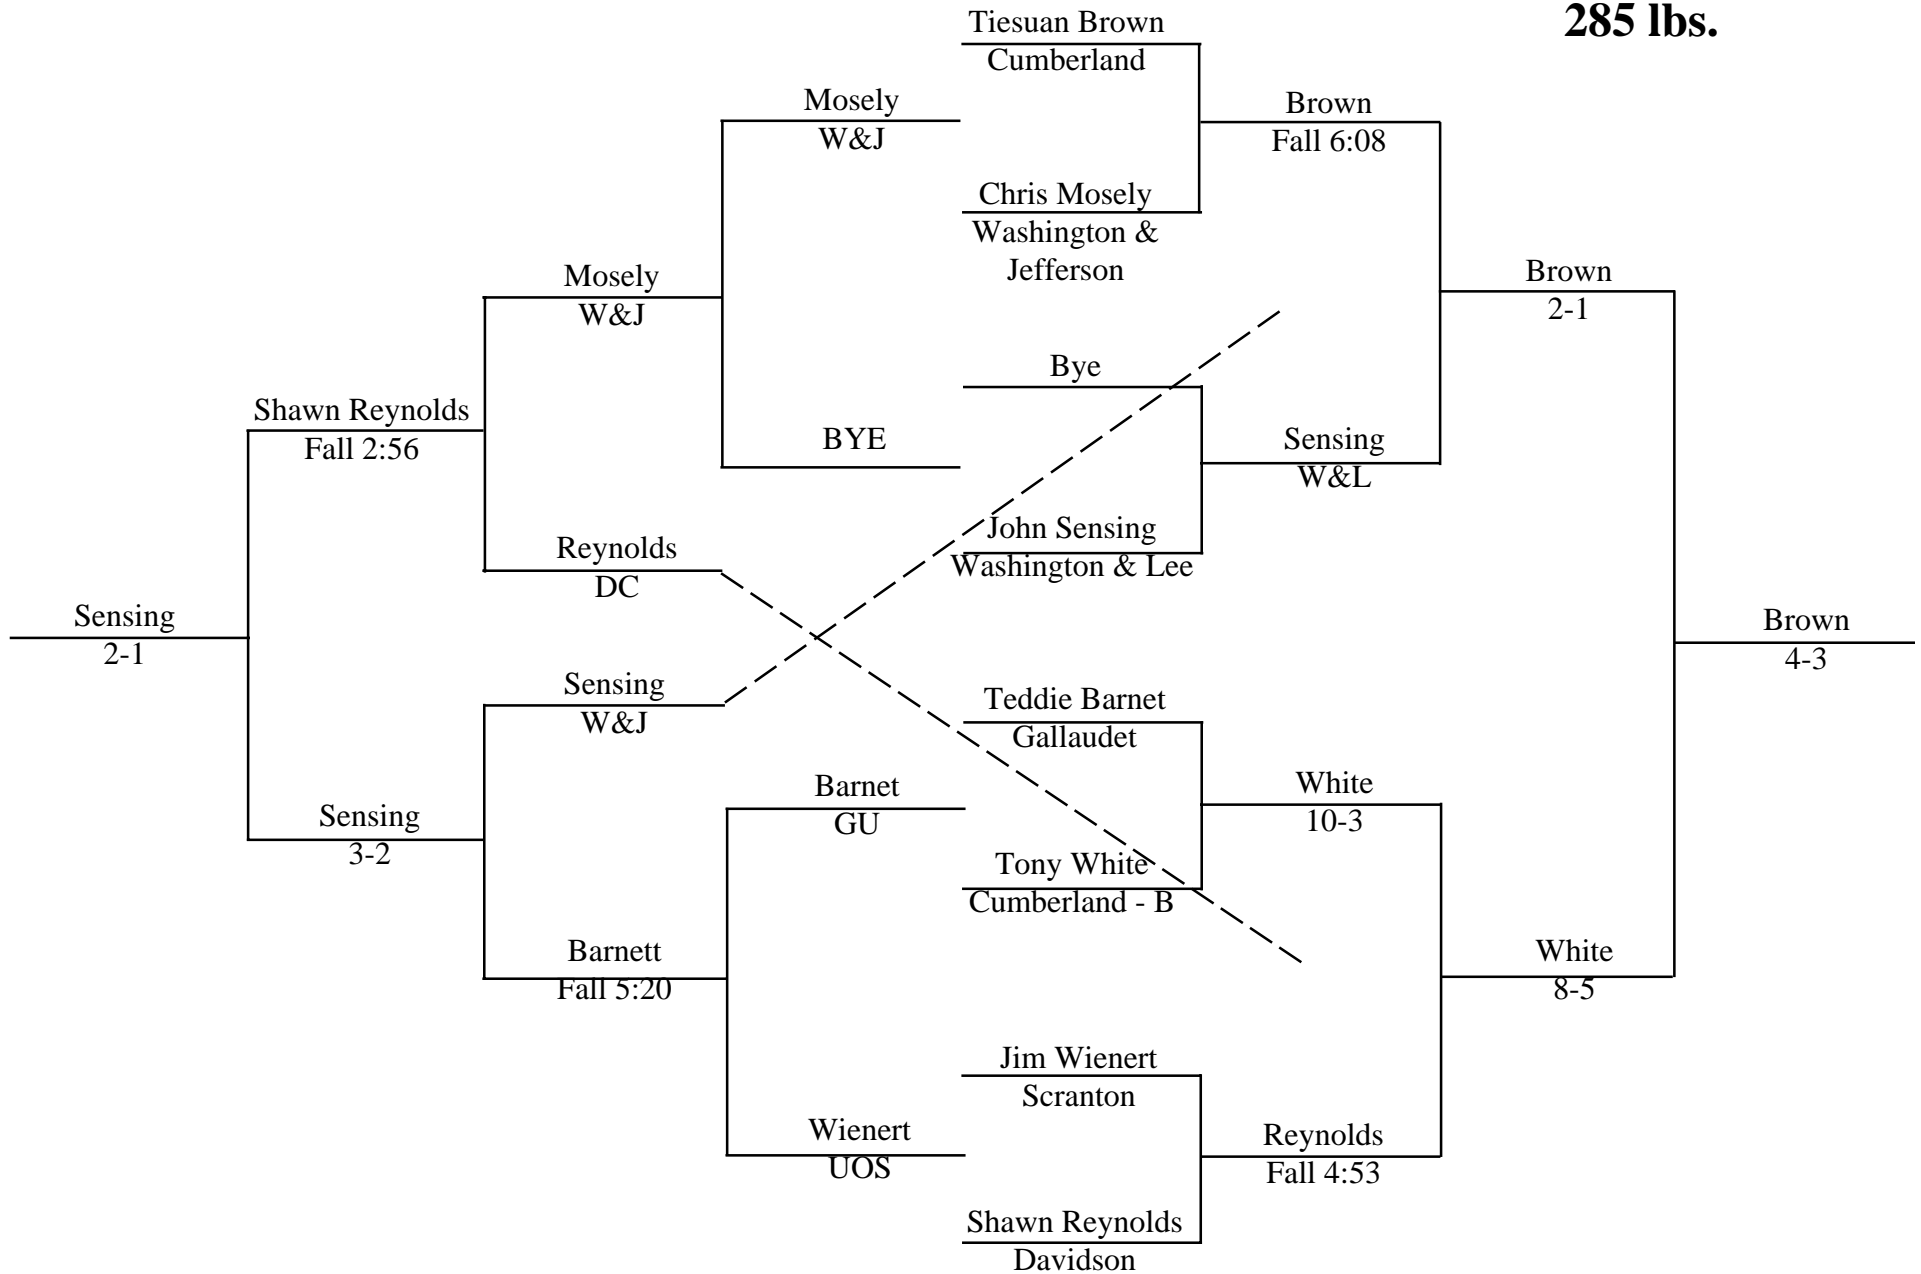 285 lbs.
Tiesuan Brown
Cumberland
Mosely
W&J
Brown
Fall 6:08
Chris Mosely
Washington &
Jefferson
Mosely
W&J
Brown
2-1
Bye
Shawn Reynolds
Fall 2:56
BYE
Sensing
W&L
John Sensing
Washington & Lee
Reynolds
DC
Sensing
2-1
Brown
4-3
Sensing
W&J
Teddie Barnet
Gallaudet
Barnet
GU
White
10-3
Sensing
3-2
Tony White
Cumberland - B
Barnett
Fall 5:20
White
8-5
Jim Wienert
Scranton
Wienert
UOS
Reynolds
Fall 4:53
Shawn Reynolds
Davidson